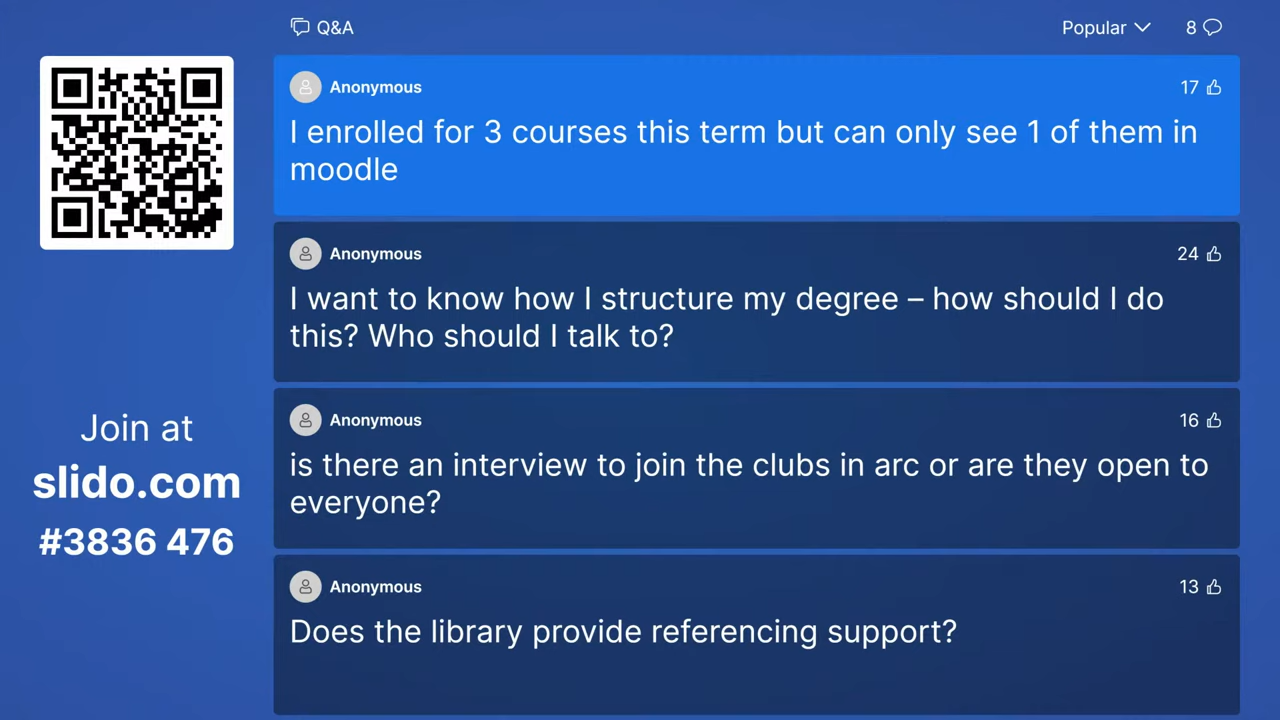 Q&A
Popular
8
Join at
slido.com
#3836 476
Anonymous
17
I enrolled for 3 courses this term but can only see 1 of them in
moodle
Anonymous
24
I want to know how I structure my degree – how should I do
this? Who should I talk to?
Anonymous
16
is there an interview to join the clubs in arc or are they open to
everyone?
Anonymous
13
Does the library provide referencing support?